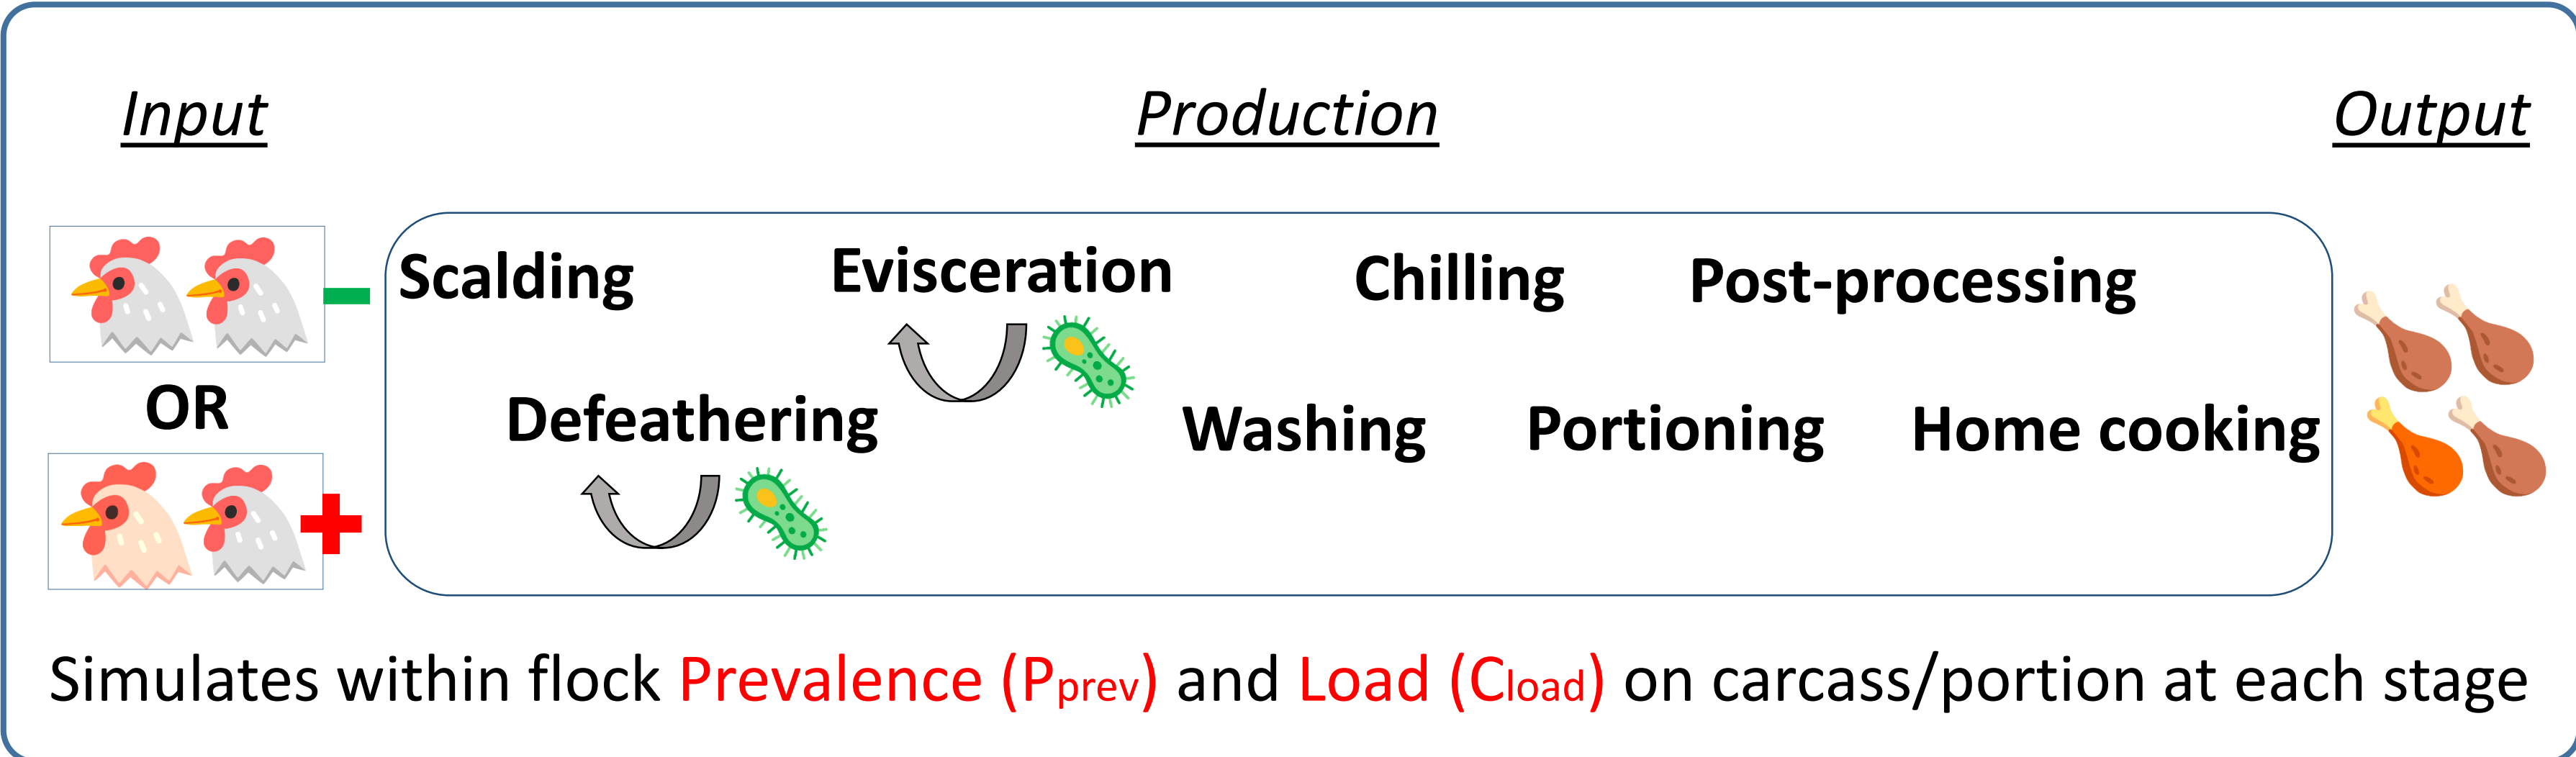 Input
Production
Output
Scalding
Evisceration
Chilling
Post-processing
OR
Defeathering
Washing
Portioning
Home cooking
Simulates within flock Prevalence (Pprev) and Load (Cload) on carcass/portion at each stage